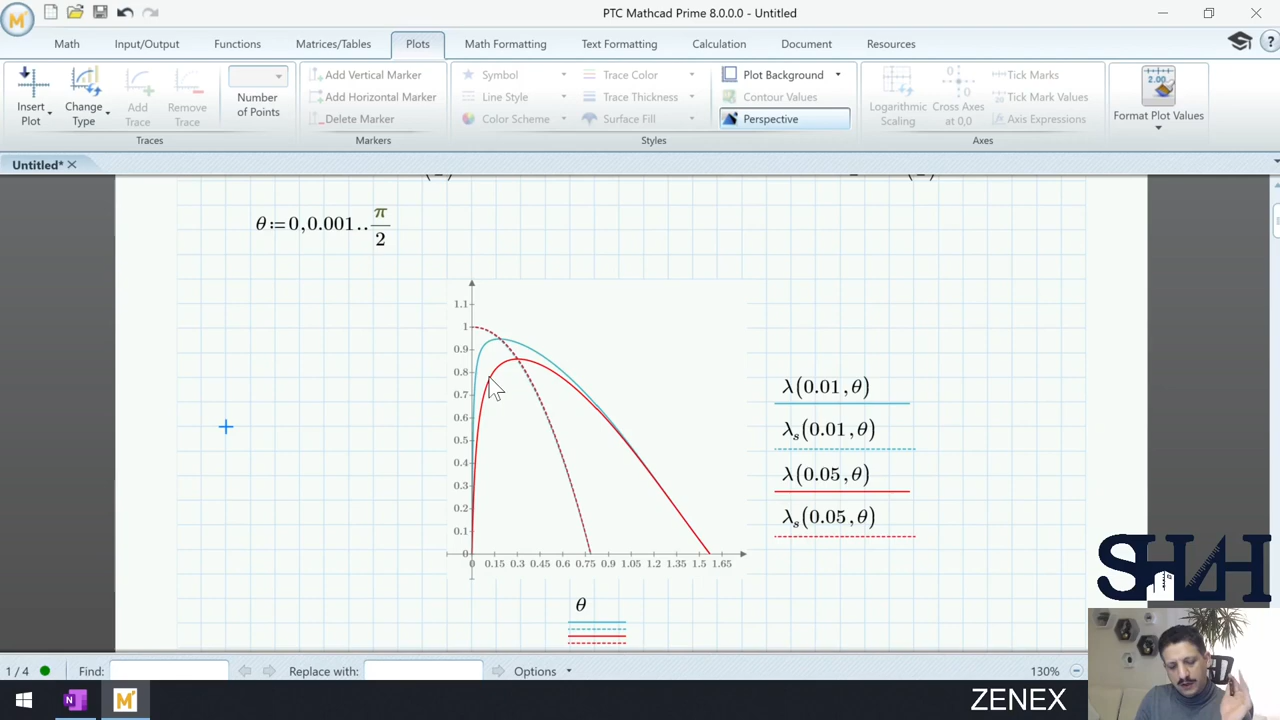 PTC Mathcad Prime 8.0.0.0 - Untitled
Math Input/Output Functions Matrices/Tables Plots Math Formatting Text Formatting Calculation Document Resources
Insert Plot
Change Type
Add Trace
Remove Trace
Number of Points
Traces
Add Vertical Marker
Add Horizontal Marker
Delete Marker
Markers
Symbol
Line Style
Color Scheme
Trace Color
Trace Thickness
Surface Fill
Plot Background
Contour Values
Perspective
Styles
Logarithmic Scaling
Cross Axes at 0,0
Tick Marks
Tick Mark Values
Axis Expressions
Axes
2.00
Format Plot Values
Untitled*
θ:=0,0.001..π/2
1.1
1
0.9
0.8
0.7
0.6
0.5
0.4
0.3
0.2
0.1
0
0 0.15 0.3 0.45 0.6 0.75 0.9 1.05 1.2 1.35 1.5 1.65
θ
λ(0.01,θ)
λs(0.01,θ)
λ(0.05,θ)
λs(0.05,θ)
1 / 4 Find: Replace with: Options 130%
ZENEX